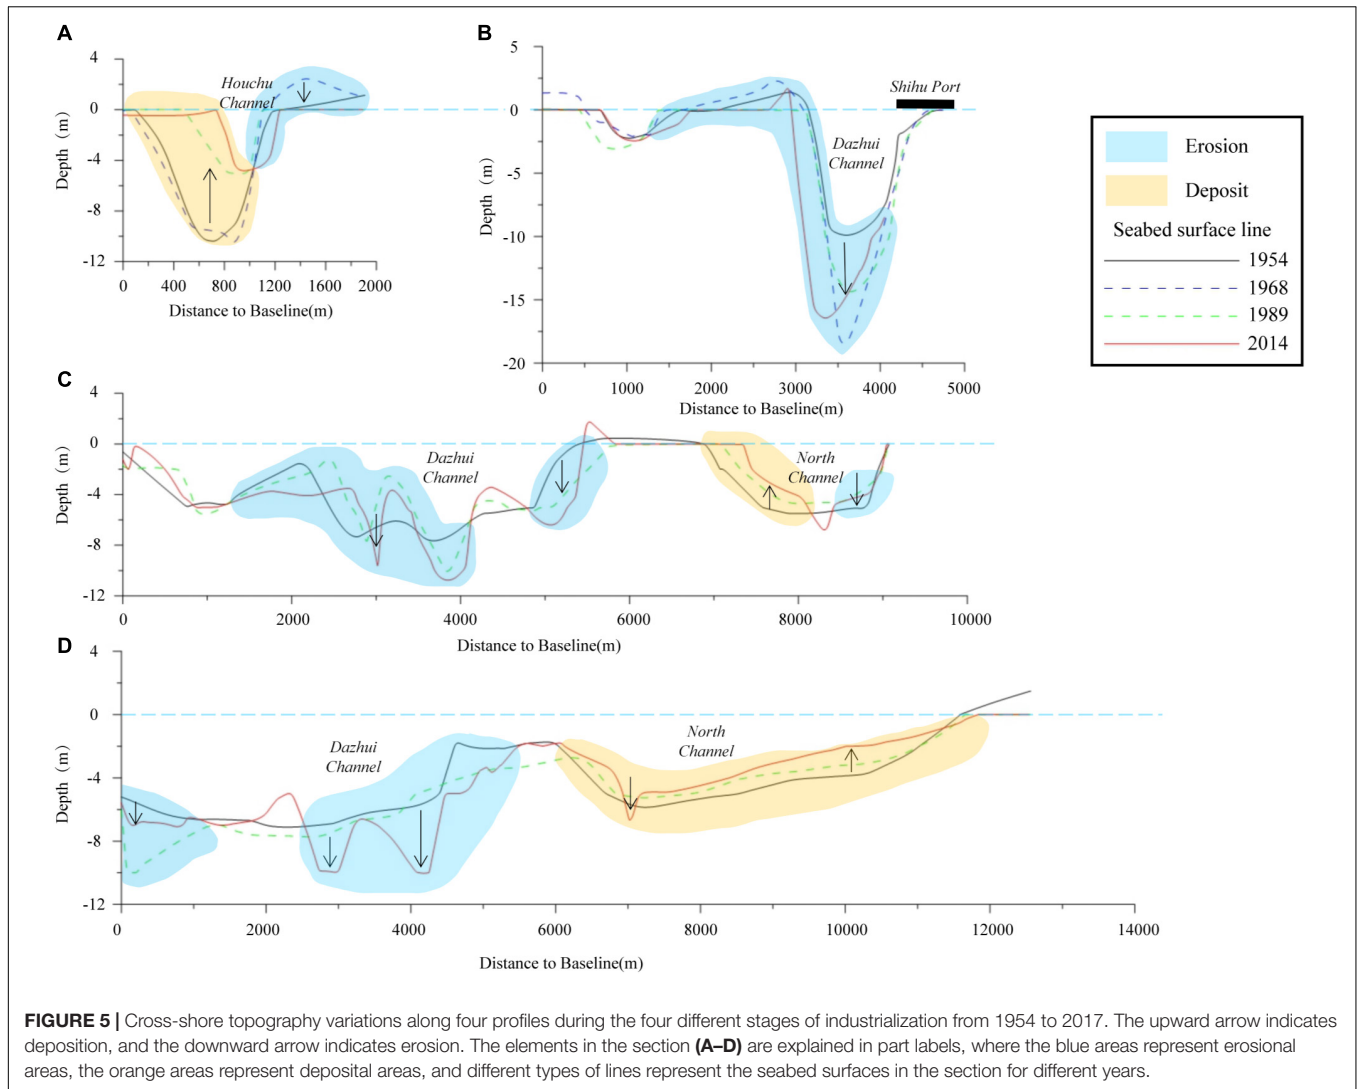 A
4
0
-4
-8
-12
Depth (m)
Houchu
Channel
0 400 800 1200 1600 2000
Distance to Baseline(m)
B
5
0
-5
-10
-15
-20
Depth (m)
Shihu Port
Dazhui
Channel
0 1000 2000 3000 4000 5000
Distance to Baseline(m)
Erosion
Deposit
Seabed surface line
1954
1968
1989
2014
C
4
0
-4
-8
-12
Depth (m)
Dazhui
Channel
North
Channel
0 2000 4000 6000 8000 10000
Distance to Baseline(m)
D
4
0
-4
-8
-12
Depth (m)
Dazhui
Channel
North
Channel
0 2000 4000 6000 8000 10000 12000 14000
Distance to Baseline(m)
FIGURE 5 | Cross-shore topography variations along four profiles during the four different stages of industrialization from 1954 to 2017. The upward arrow indicates
deposition, and the downward arrow indicates erosion. The elements in the section (A–D) are explained in part labels, where the blue areas represent erosional
areas, the orange areas represent deposital areas, and different types of lines represent the seabed surfaces in the section for different years.